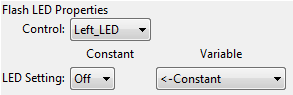 Flash LED Properties
Control: Left_LED
Constant Variable
LED Setting: Off <-Constant